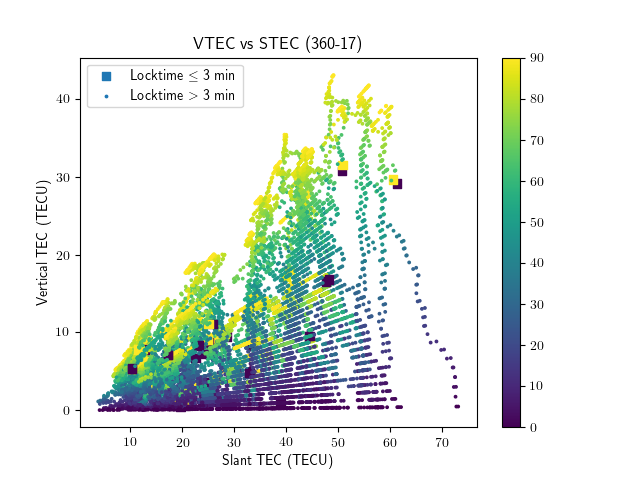 VTEC vs STEC (360-17)
Locktime ≤ 3 min
Locktime > 3 min
Vertical TEC (TECU)
40
30
20
10
0
10 20 30 40 50 60 70
Slant TEC (TECU)
90
80
70
60
50
40
30
20
10
0